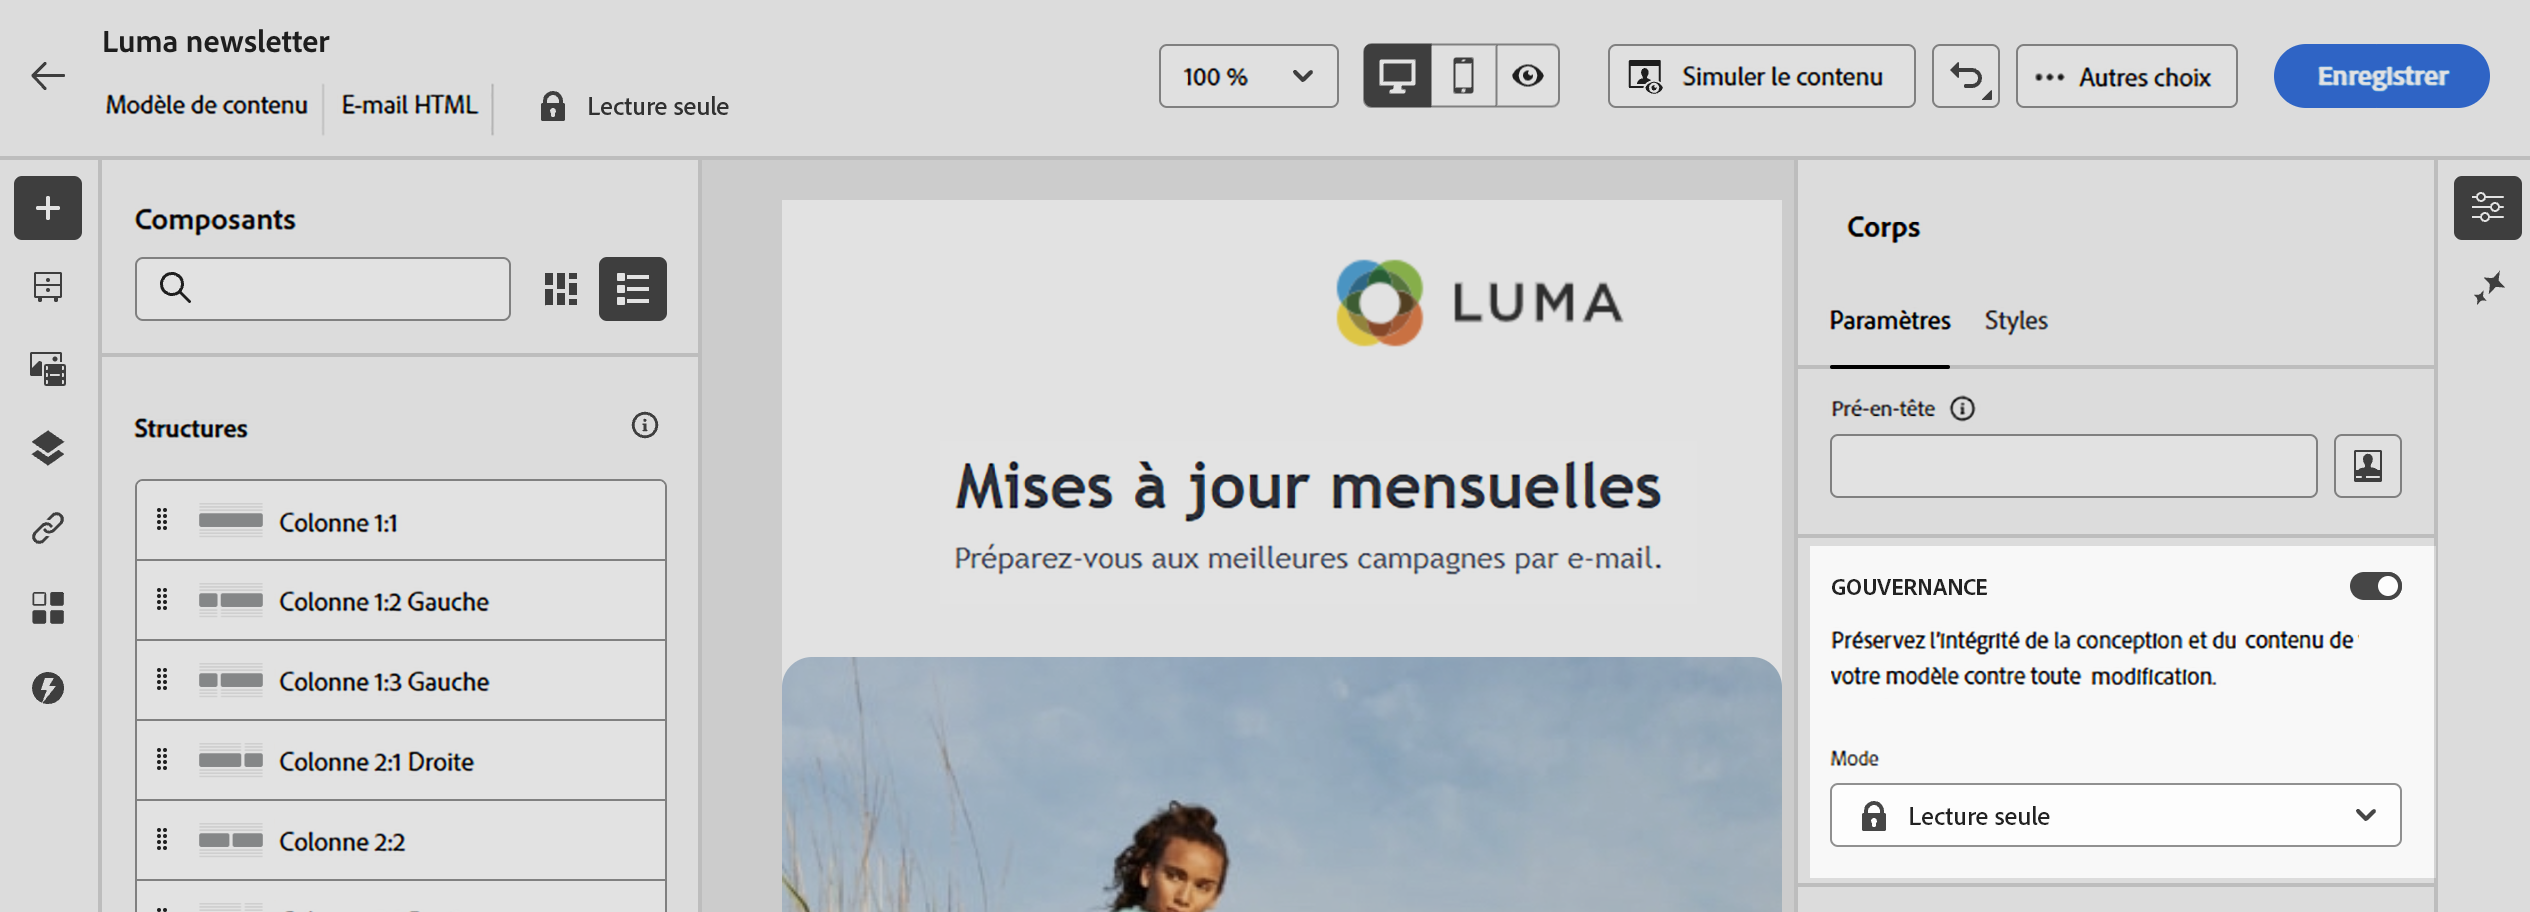 Luma newsletter
Modèle de contenu
E-mail HTML
Lecture seule
100 %
Simuler le contenu
Autres choix
Enregistrer
Composants
Structures
Colonne 1:1
Colonne 1:2 Gauche
Colonne 1:3 Gauche
Colonne 2:1 Droite
Colonne 2:2
LUMA
Mises à jour mensuelles
Préparez-vous aux meilleures campagnes par e-mail.
Corps
Paramètres
Styles
Pré-en-tête
GOUVERNANCE
Préservez l'intégrité de la conception et du contenu de
votre modèle contre toute modification.
Mode
Lecture seule